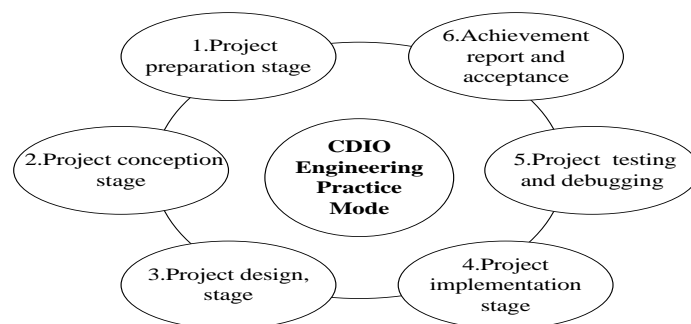 1.Project
preparation stage
6.Achievement
report and
acceptance
2.Project conception
stage
CDIO
Engineering
Practice
Mode
5.Project testing
and debugging
3.Project design,
stage
4.Project
implementation
stage